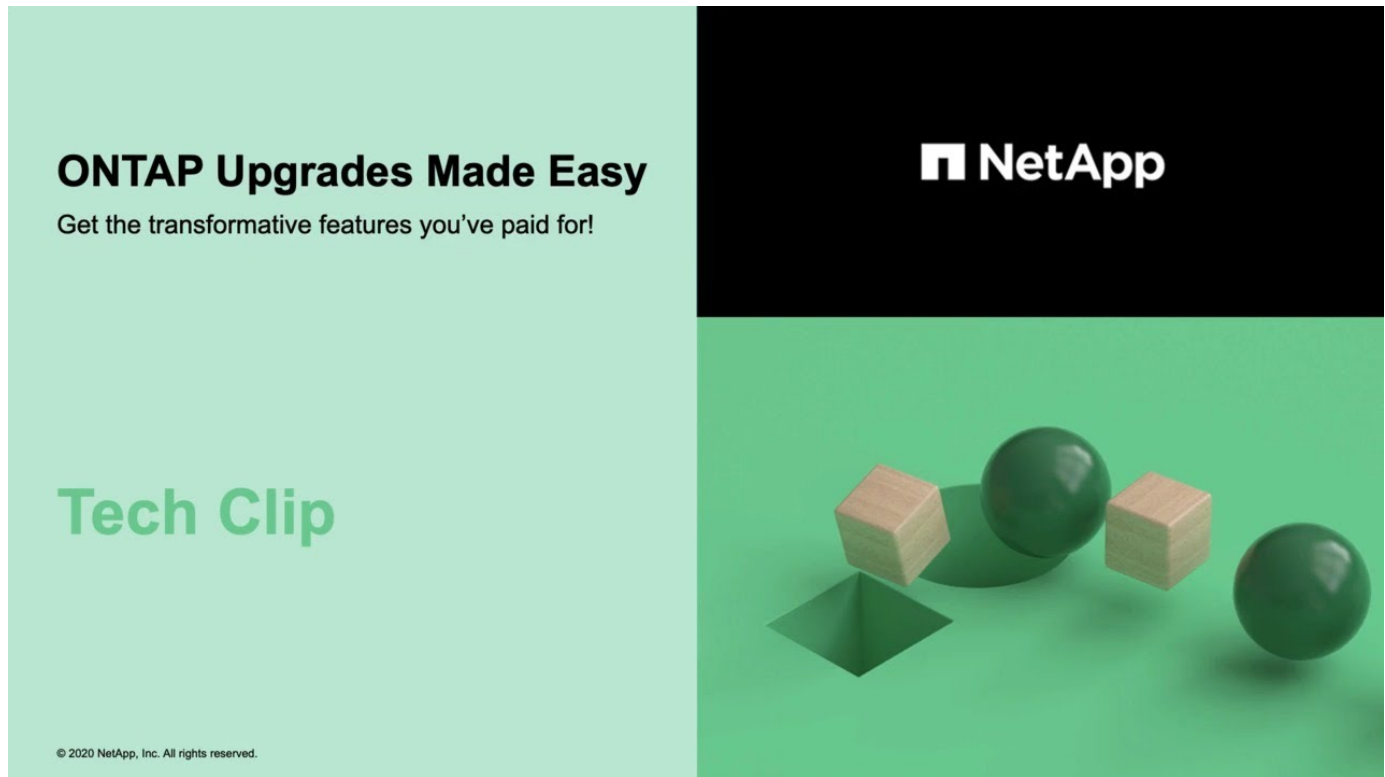 ONTAP Upgrades Made Easy
Get the transformative features you've paid for!
NetApp
Tech Clip
© 2020 NetApp, Inc. All rights reserved.